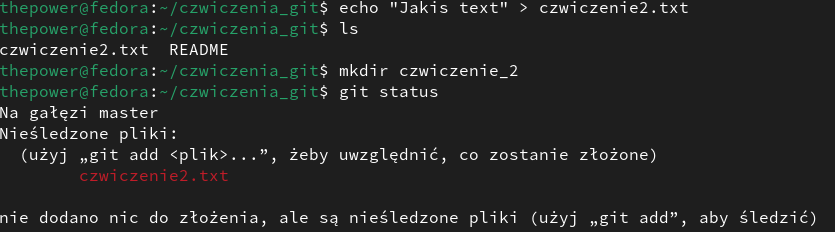 thepower@fedora:~/czwiczenia_git$ echo "Jakis text" > czwiczenie2.txt
thepower@fedora:~/czwiczenia_git$ ls
czwiczenie2.txt  README
thepower@fedora:~/czwiczenia_git$ mkdir czwiczenie_2
thepower@fedora:~/czwiczenia_git$ git status
Na gałęzi master
Nieśledzone pliki:
  (użyj „git add <plik>...”, żeby uwzględnić, co zostanie złożone)
        czwiczenie2.txt
nie dodano nic do złożenia, ale są nieśledzone pliki (użyj „git add”, aby śledzić)